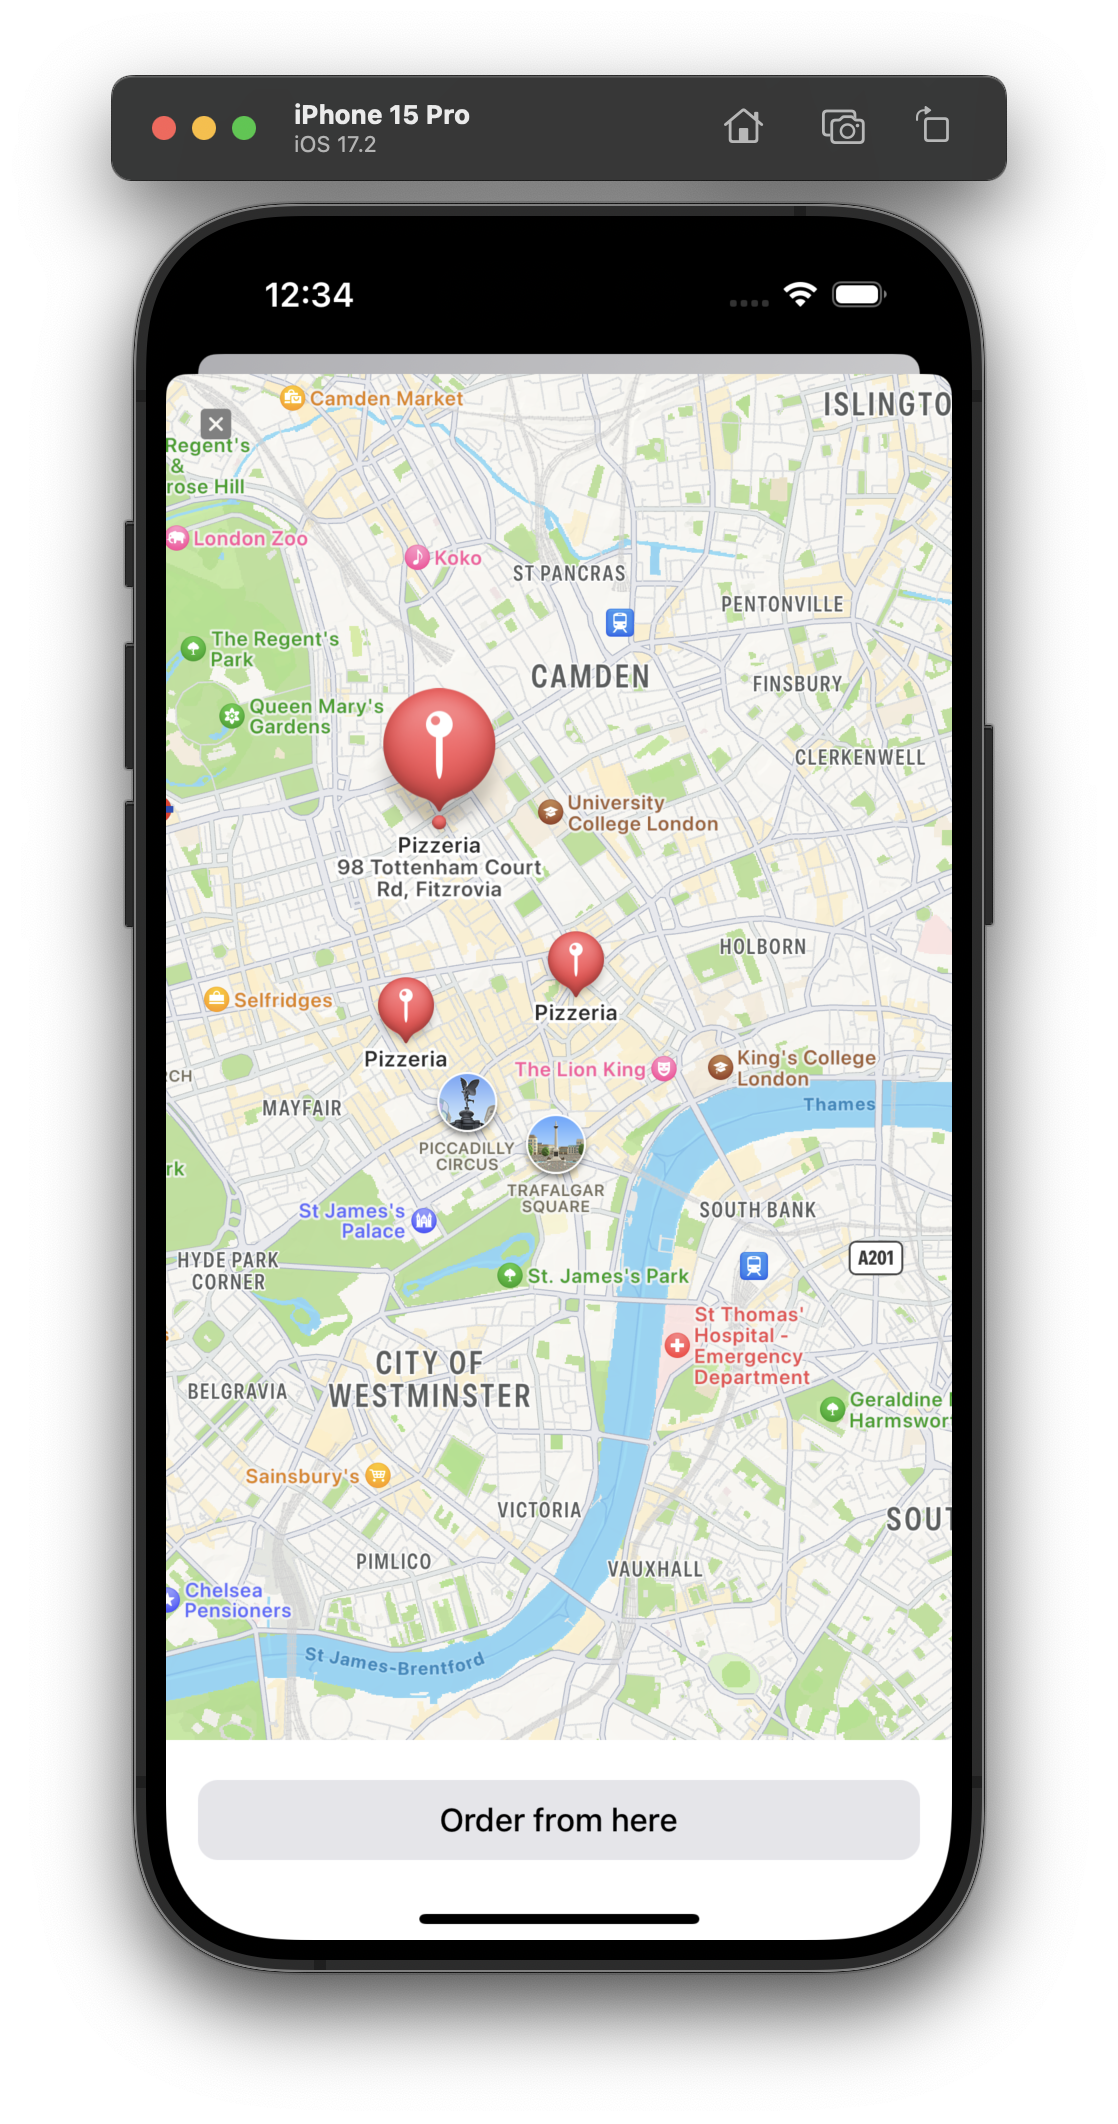 iPhone 15 Pro
iOS 17.2
12:34
Camden Market
ISLINGTO
Regent's
&
rose Hill
London Zoo
Koko
ST PANCRAS
PENTONVILLE
The Regent's
Park
CAMDEN
FINSBURY
Queen Mary's
Gardens
CLERKENWELL
University
College London
Pizzeria
98 Tottenham Court
Rd, Fitzrovia
HOLBORN
Selfridges
Pizzeria
Pizzeria
The Lion King
King's College
London
CH
MAYFAIR
Thames
PICCADILLY
CIRCUS
rk
TRAFALGAR
SQUARE
St James's
Palace
SOUTH BANK
HYDE PARK
CORNER
A201
St. James's Park
St Thomas'
Hospital -
Emergency
Department
CITY OF
WESTMINSTER
BELGRAVIA
Geraldine
Harmswor
Sainsbury's
VICTORIA
SOUT
PIMLICO
VAUXHALL
Chelsea
Pensioners
St James-Brentford
Order from here